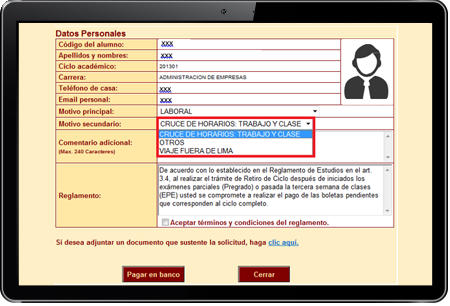 Datos Personales
Código del alumno: XXX
Apellidos y nombres: XXX
Ciclo académico: 201301
Carrera: ADMINISTRACION DE EMPRESAS
Teléfono de casa: XXX
Email personal: XXX
Motivo principal: LABORAL
Motivo secundario: CRUCE DE HORARIOS: TRABAJO Y CLASE
CRUCE DE HORARIOS: TRABAJO Y CLASE
OTROS
VIAJE FUERA DE LIMA
Comentario adicional:
(Max. 240 Caracteres)
Reglamento:
De acuerdo con lo establecido en el Reglamento de Estudios en el art.
3.4, al realizar el trámite de Retiro de Ciclo después de iniciados los
exámenes parciales (Pregrado) o pasada la tercera semana de clases
(EPE) usted se compromete a realizar el pago de las boletas pendientes
que corresponden al ciclo completo.
Aceptar términos y condiciones del reglamento.
Si desea adjuntar un documento que sustente la solicitud, haga clic aquí.
Pagar en banco
Cerrar